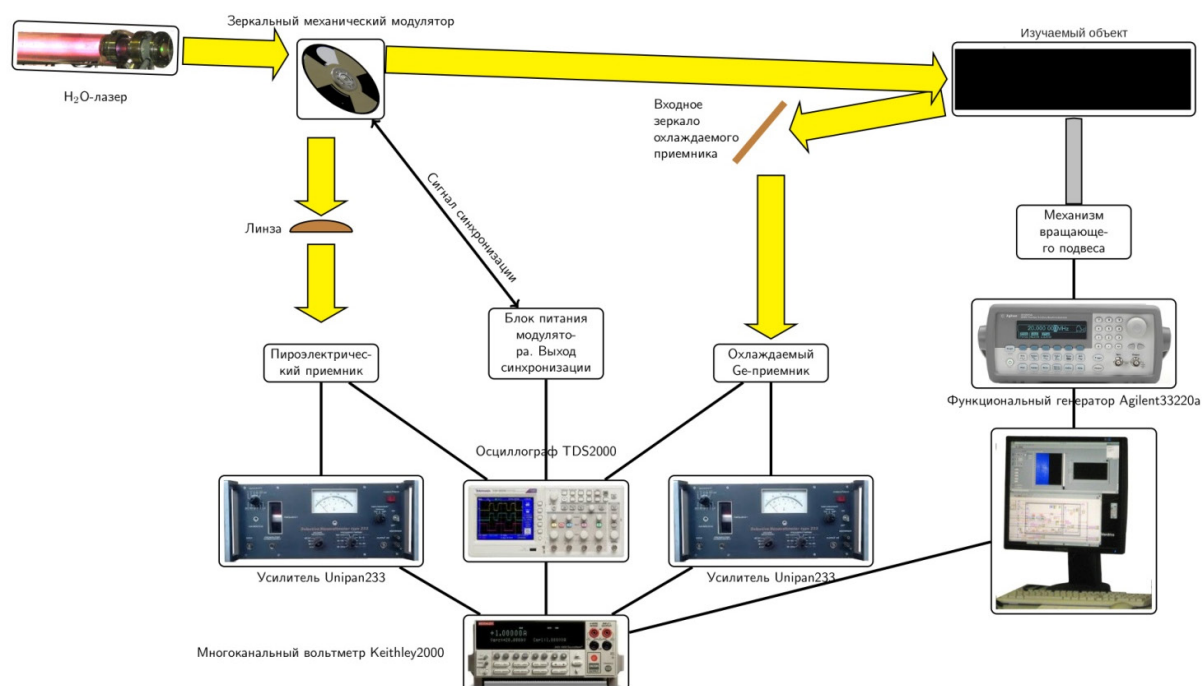 Зеркальный механический модулятор
H₂O-лазер
Изучаемый объект
Входное
зеркало
охлаждаемого
приемника
Сигнал синхронизации
Линза
Механизм
вращающе-
го подвеса
Блок питания
модулято-
ра. Выход
синхронизации
Пироэлектричес-
кий приемник
Охлаждаемый
Ge-приемник
Функциональный генератор Agilent33220a
Осциллограф TDS2000
Усилитель Unipan233
Усилитель Unipan233
Многоканальный вольтметр Keithley2000
+1.00000A